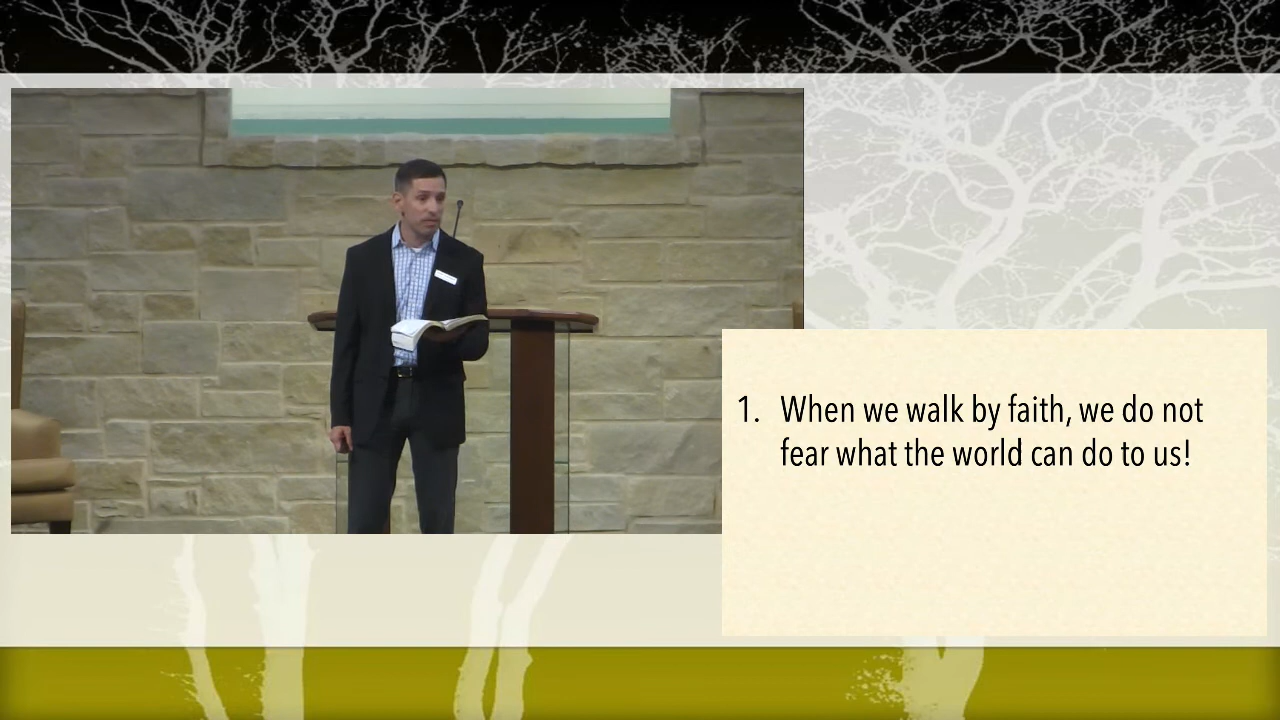 1. When we walk by faith, we do not
fear what the world can do to us!